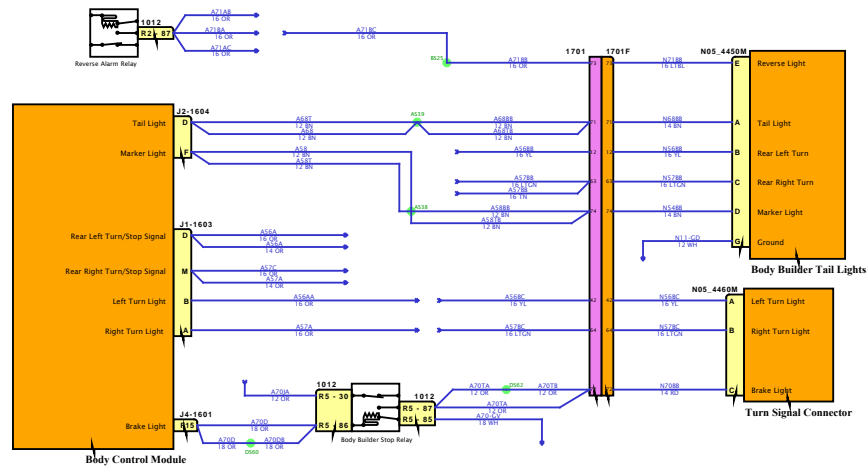 A71AB
16 OR
1012
R2 - 87
A71BA
16 OR
A71AC
16 OR
Reverse Alarm Relay
A71BC
16 OR
BS25
A71BB
16 OR
1701
1701F
73
73
N71BB
16 LTBL
N05_4450M
E
Reverse Light
J2-1604
Tail Light
D
A68T
12 BN
A68
12 BN
AS39
A68BB
12 BN
A68TB
12 BN
71
71
N68BB
14 BN
A
Tail Light
Marker Light
F
A58
12 BN
A58T
12 BN
A56BB
16 YL
12
12
N56BB
16 YL
B
Rear Left Turn
A57BB
16 LTGN
A57BB
16 TN
63
63
N57BB
16 LTGN
C
Rear Right Turn
AS38
A58BB
12 BN
A58TB
12 BN
74
74
N54BB
14 BN
D
Marker Light
J1-1603
Rear Left Turn/Stop Signal
D
A56A
16 OR
A56A
14 OR
N11-GD
12 WH
G
Ground
Body Builder Tail Lights
Rear Right Turn/Stop Signal
M
A57C
16 OR
A57A
14 OR
N05_4460M
Left Turn Light
B
A56AA
16 OR
A56BC
16 YL
42
42
N56BC
16 YL
A
Left Turn Light
Right Turn Light
A
A57A
16 OR
A57BC
16 LTGN
64
64
N57BC
16 LTGN
B
Right Turn Light
A70JA
12 OR
1012
R5 - 30
R5 - 86
1012
R5 - 87
R5 - 85
A70TA
12 OR
DS62
A70TB
12 OR
A70TA
12 OR
A70-GV
18 WH
72
N70BB
14 RD
C
Brake Light
Turn Signal Connector
J4-1601
Brake Light
F15
A70D
18 OR
A70D
18 OR
DS60
A70DB
18 OR
Body Builder Stop Relay
Body Control Module